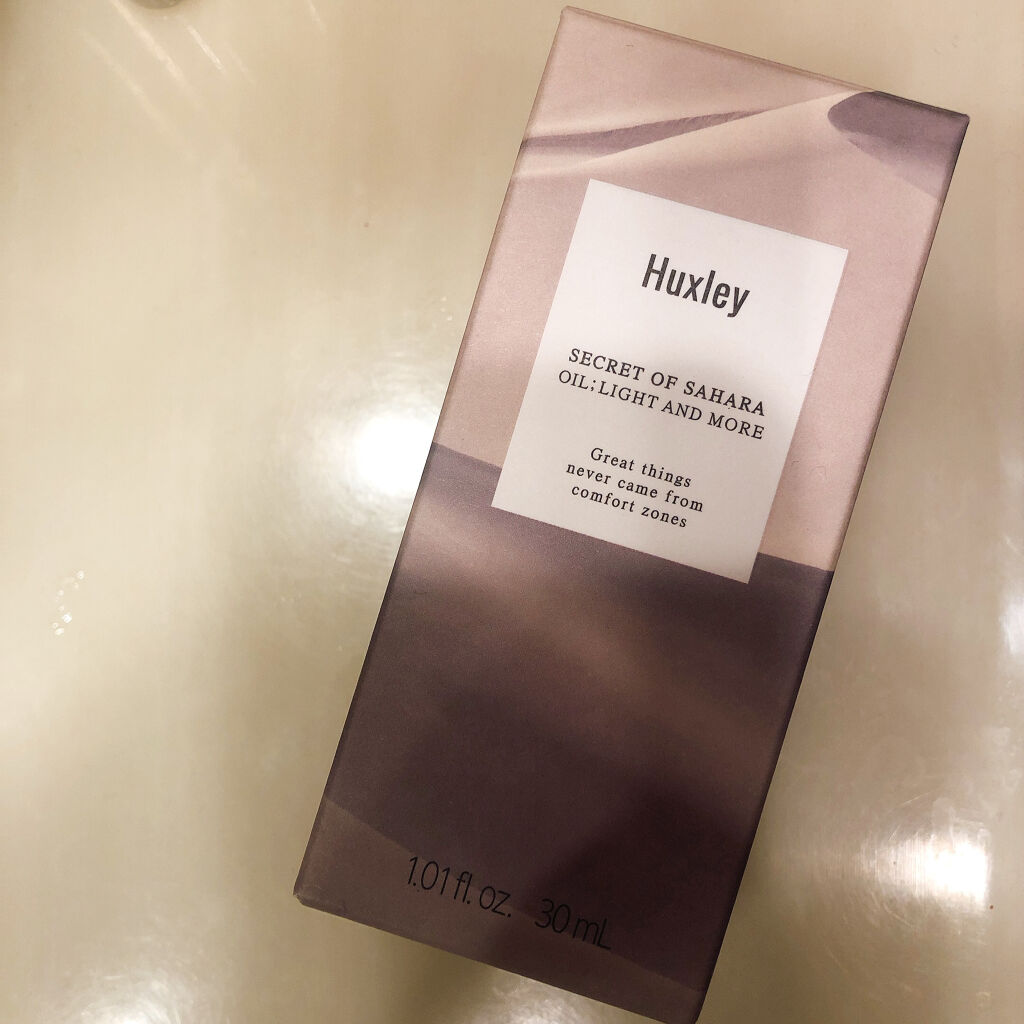 Huxley
SECRET OF SAHARA
OIL; LIGHT AND MORE
Great things
never came from
comfort zones
1.01 fl. oz. 30 mL